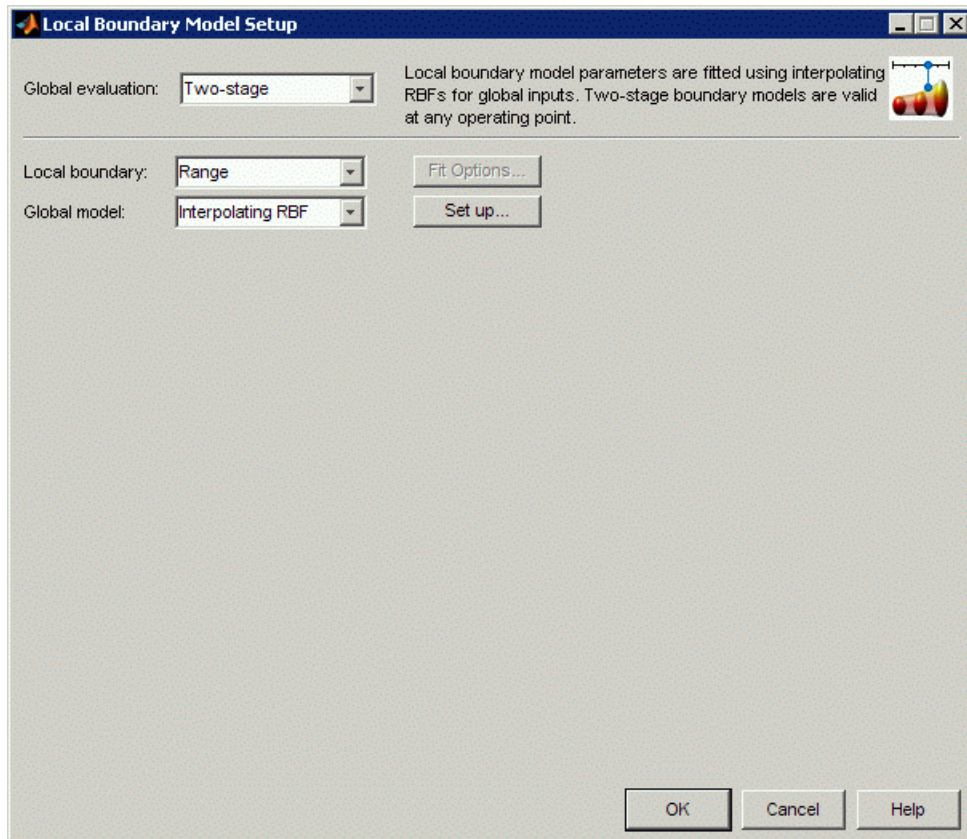 Local Boundary Model Setup
Global evaluation: Two-stage
Local boundary model parameters are fitted using interpolating
RBFs for global inputs. Two-stage boundary models are valid
at any operating point.
Local boundary: Range Fit Options...
Global model: Interpolating RBF Set up...
OK Cancel Help